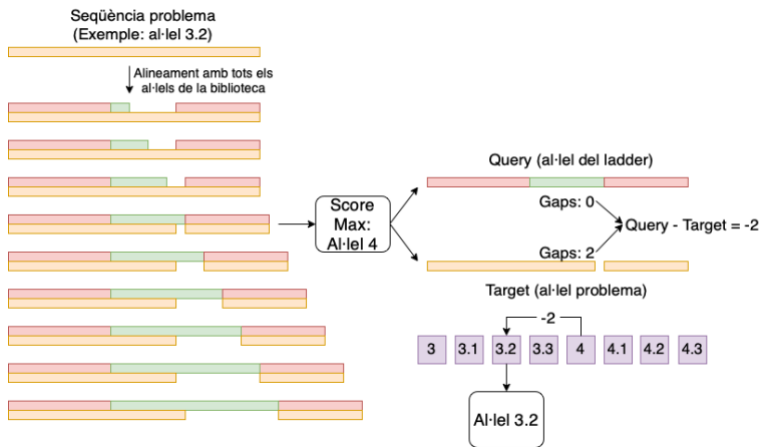 Seqüència problema
(Exemple: al·lel 3.2)
Alineament amb tots els
al·lels de la biblioteca
Score
Max:
Al·lel 4
Query (al·lel del ladder)
Gaps: 0
Query - Target = -2
Gaps: 2
Target (al·lel problema)
-2
3 3.1 3.2 3.3 4 4.1 4.2 4.3
Al·lel 3.2